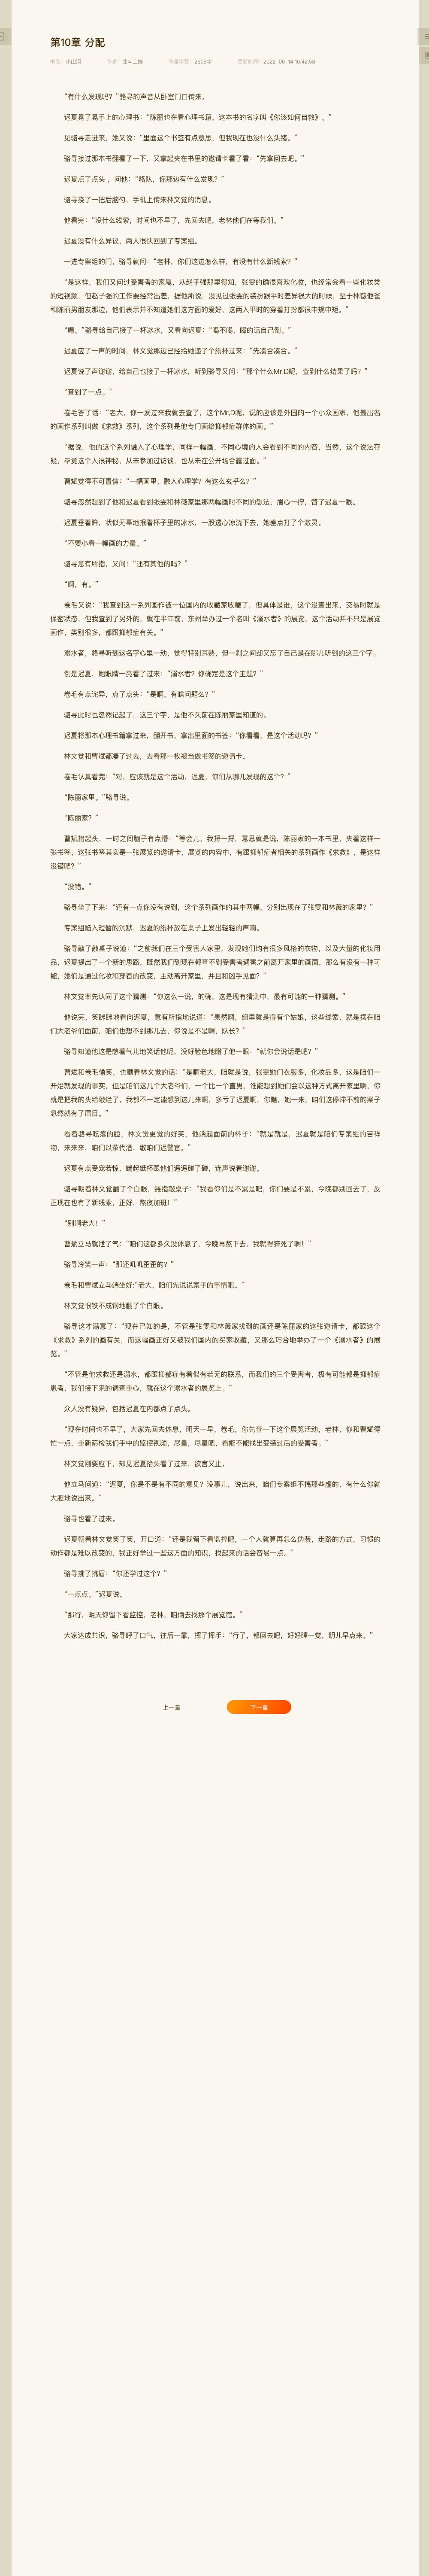 第10章 分配
书名：小山河 作者：北斗二娘 本章字数：2609字 更新时间：2022-06-14 16:42:56
“有什么发现吗？”骆寻的声音从卧室门口传来。
迟夏晃了晃手上的心理书：“陈丽也在看心理书籍，这本书的名字叫《你该如何自救》。”
见骆寻走进来，她又说：“里面这个书签有点意思，但我现在也没什么头绪。”
骆寻接过那本书翻看了一下，又拿起夹在书里的邀请卡看了看：“先拿回去吧。”
迟夏点了点头 ，问他：“骆队，你那边有什么发现？”
骆寻挠了一把后脑勺，手机上传来林文觉的消息。
他看完：“没什么线索，时间也不早了，先回去吧，老林他们在等我们。”
迟夏没有什么异议，两人很快回到了专案组。
一进专案组的门，骆寻就问：“老林，你们这边怎么样，有没有什么新线索？”
“是这样，我们又问过受害者的家属，从赵子强那里得知，张雯的确很喜欢化妆，也经常会看一些化妆类
的短视频，但赵子强的工作要经常出差，据他所说，没见过张雯的装扮跟平时差异很大的时候，至于林薇他爸
和陈丽男朋友那边，他们表示并不知道她们这方面的爱好，这两人平时的穿着打扮都很中规中矩。”
“嗯。”骆寻给自己接了一杯冰水，又看向迟夏：“喝不喝，喝的话自己倒。”
迟夏应了一声的时间，林文觉那边已经给她递了个纸杯过来：“先凑合凑合。”
迟夏说了声谢谢，给自己也接了一杯冰水，听到骆寻又问：“那个什么Mr.D呢，查到什么结果了吗？”
“查到了一点。”
卷毛答了话：“老大，你一发过来我就去查了，这个Mr,D呢，说的应该是外国的一个小众画家，他最出名
的画作系列叫做《求救》系列，这个系列是他专门画给抑郁症群体的画。”
“据说，他的这个系列融入了心理学，同样一幅画，不同心境的人会看到不同的内容，当然，这个说法存
疑，毕竟这个人很神秘，从未参加过访谈，也从未在公开场合露过面。”
曹斌觉得不可置信：“一幅画里，融入心理学？有这么玄乎么？”
骆寻忽然想到了他和迟夏看到张雯和林薇家里那两幅画时不同的想法，眉心一拧，瞥了迟夏一眼。
迟夏垂着眸，状似无辜地抿着杯子里的冰水，一股透心凉浇下去，她差点打了个激灵。
“不要小看一幅画的力量。”
骆寻意有所指，又问：“还有其他的吗？”
“啊，有。”
卷毛又说：“我查到这一系列画作被一位国内的收藏家收藏了，但具体是谁，这个没查出来，交易时就是
保密状态，但我查到了另外的，就在半年前，东州举办过一个名叫《溺水者》的展览，这个活动并不只是展览
画作，类别很多，都跟抑郁症有关。”
溺水者，骆寻听到这名字心里一动，觉得特别耳熟，但一刹之间却又忘了自己是在哪儿听到的这三个字。
倒是迟夏，她眼睛一亮看了过来：“溺水者？你确定是这个主题？”
卷毛有点诧异，点了点头：“是啊，有啥问题么？”
骆寻此时也忽然记起了，这三个字，是他不久前在陈丽家里知道的。
迟夏将那本心理书籍拿过来，翻开书，拿出里面的书签：“你看看，是这个活动吗？”
林文觉和曹斌都凑了过去，去看那一枚被当做书签的邀请卡。
卷毛认真看完：“对，应该就是这个活动，迟夏，你们从哪儿发现的这个？”
“陈丽家里。”骆寻说。
“陈丽家？”
曹斌抬起头，一时之间脑子有点懵：“等会儿，我捋一捋，意思就是说，陈丽家的一本书里，夹着这样一
张书签，这张书签其实是一张展览的邀请卡，展览的内容中，有跟抑郁症者相关的系列画作《求救》，是这样
没错吧？”
“没错。”
骆寻坐了下来：“还有一点你没有说到，这个系列画作的其中两幅，分别出现在了张雯和林薇的家里？”
专案组陷入短暂的沉默，迟夏的纸杯放在桌子上发出轻轻的声响。
骆寻敲了敲桌子说道：“之前我们在三个受害人家里，发现她们均有很多风格的衣物，以及大量的化妆用
品，迟夏提出了一个新的思路，既然我们到现在都查不到受害者遇害之前离开家里的画面，那么有没有一种可
能，她们是通过化妆和穿着的改变，主动离开家里，并且和凶手见面？”
林文觉率先认同了这个猜测：“你这么一说，的确，这是现有猜测中，最有可能的一种猜测。”
他说完，笑眯眯地看向迟夏，意有所指地说道：“果然啊，组里就是得有个姑娘，这些线索，就是摆在咱
们大老爷们面前，咱们也想不到那儿去，你说是不是啊，队长？”
骆寻知道他这是憋着气儿地笑话他呢，没好脸色地瞪了他一眼：“就你会说话是吧？”
曹斌和卷毛偷笑，也顺着林文觉的话：“是啊老大，咱就是说，张雯她们衣服多，化妆品多，这是咱们一
开始就发现的事实，但是咱们这几个大老爷们，一个比一个直男，谁能想到她们会以这种方式离开家里啊，你
就是把我的头给敲烂了，我都不一定能想到这儿来啊，多亏了迟夏啊，你瞧，她一来，咱们这停滞不前的案子
忽然就有了眉目。”
看着骆寻吃瘪的脸，林文觉更觉的好笑，他端起面前的杯子：“就是就是，迟夏就是咱们专案组的吉祥
物，来来来，咱们以茶代酒，敬咱们迟警官。”
迟夏有点受宠若惊，端起纸杯跟他们遥遥碰了碰，连声说着谢谢。
骆寻朝着林文觉翻了个白眼，蜷指敲桌子：“我看你们是不累是吧，你们要是不累，今晚都别回去了，反
正现在也有了新线索，正好，熬夜加班！”
“别啊老大！”
曹斌立马就泄了气：“咱们这都多久没休息了，今晚再熬下去，我就得猝死了啊！”
骆寻冷笑一声：“那还叽叽歪歪的？”
卷毛和曹斌立马端坐好:“老大，咱们先说说案子的事情吧。”
林文觉恨铁不成钢地翻了个白眼。
骆寻这才满意了：“现在已知的是，不管是张雯和林薇家找到的画还是陈丽家的这张邀请卡，都跟这个
《求救》系列的画有关，而这幅画正好又被我们国内的买家收藏，又那么巧合地举办了一个《溺水者》的展
览。”
“不管是他求救还是溺水，都跟抑郁症有着似有若无的联系，而我们的三个受害者，极有可能都是抑郁症
患者，我们接下来的调查重心，就在这个溺水者的展览上。”
众人没有疑异，包括迟夏在内都点了点头。
“现在时间也不早了，大家先回去休息，明天一早，卷毛，你先查一下这个展览活动，老林，你和曹斌得
忙一点，重新筛检我们手中的监控视频，尽量，尽量吧，看能不能找出变装过后的受害者。”
林文觉刚要应下，却见迟夏抬头看了过来，欲言又止。
他立马问道：“迟夏，你是不是有不同的意见？没事儿，说出来，咱们专案组不搞那些虚的，有什么你就
大胆地说出来。”
骆寻也看了过来。
迟夏朝着林文觉笑了笑，开口道：“还是我留下看监控吧，一个人就算再怎么伪装，走路的方式，习惯的
动作都是难以改变的，我正好学过一些这方面的知识，找起来的话会容易一点。”
骆寻挑了挑眉：“你还学过这个？”
“一点点。”迟夏说。
“那行，明天你留下看监控，老林，咱俩去找那个展览馆。”
大家达成共识，骆寻呼了口气，往后一靠，挥了挥手：“行了，都回去吧，好好睡一觉，明儿早点来。”
上一章 下一章